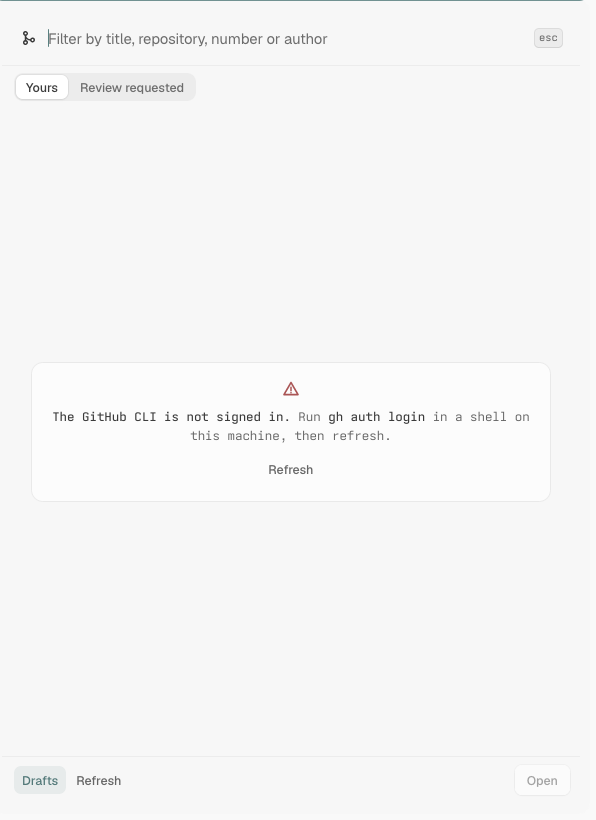 Filter by title, repository, number or author
esc
Yours
Review requested
The GitHub CLI is not signed in. Run gh auth login in a shell on
this machine, then refresh.
Refresh
Drafts
Refresh
Open